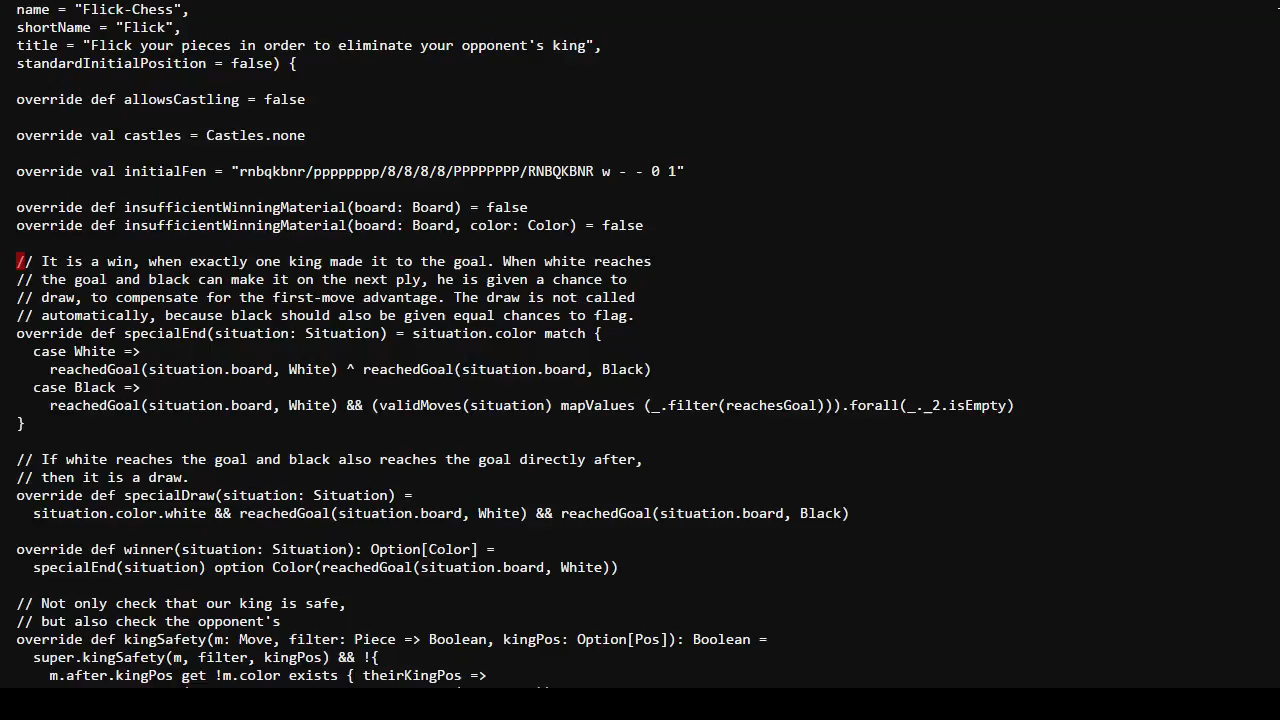 name = "Flick-Chess",
shortName = "Flick",
title = "Flick your pieces in order to eliminate your opponent's king",
standardInitialPosition = false) {
override def allowsCastling = false
override val castles = Castles.none
override val initialFen = "rnbqkbnr/pppppppp/8/8/8/8/PPPPPPPP/RNBQKBNR w - - 0 1"
override def insufficientWinningMaterial(board: Board) = false
override def insufficientWinningMaterial(board: Board, color: Color) = false
// It is a win, when exactly one king made it to the goal. When white reaches
// the goal and black can make it on the next ply, he is given a chance to
// draw, to compensate for the first-move advantage. The draw is not called
// automatically, because black should also be given equal chances to flag.
override def specialEnd(situation: Situation) = situation.color match {
case White =>
reachedGoal(situation.board, White) ^ reachedGoal(situation.board, Black)
case Black =>
reachedGoal(situation.board, White) && (validMoves(situation) mapValues (_.filter(reachesGoal))).forall(_._2.isEmpty)
}
// If white reaches the goal and black also reaches the goal directly after,
// then it is a draw.
override def specialDraw(situation: Situation) =
situation.color.white && reachedGoal(situation.board, White) && reachedGoal(situation.board, Black)
override def winner(situation: Situation): Option[Color] =
specialEnd(situation) option Color(reachedGoal(situation.board, White))
// Not only check that our king is safe,
// but also check the opponent's
override def kingSafety(m: Move, filter: Piece => Boolean, kingPos: Option[Pos]): Boolean =
super.kingSafety(m, filter, kingPos) && !{
m.after.kingPos get !m.color exists { theirKingPos =>